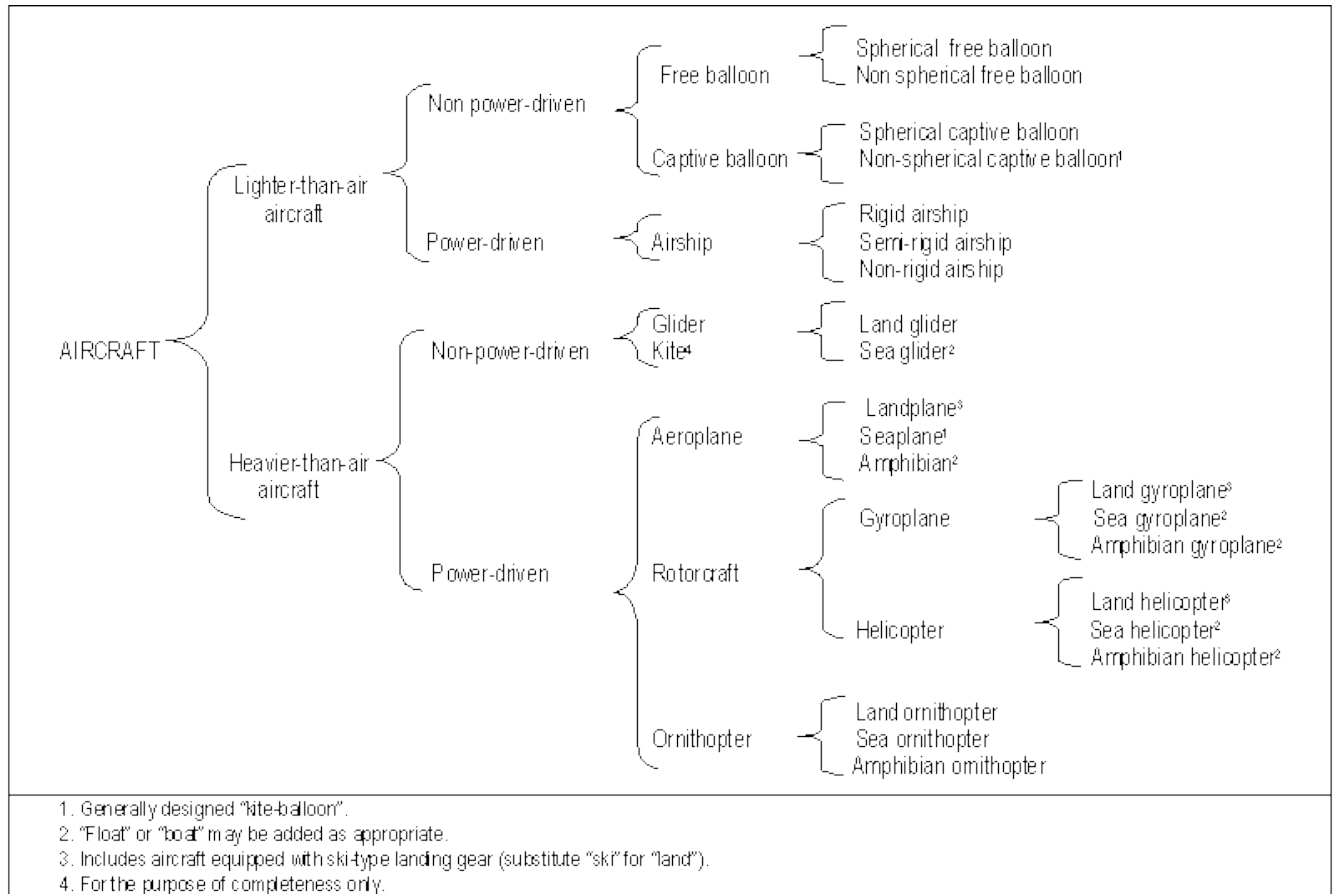 Spherical free balloon
Free balloon
Non spherical free balloon
Non power-driven
Spherical captive balloon
Captive balloon
Non-spherical captive balloon¹
Lighter-than-air
aircraft
Rigid airship
Power-driven
Airship
Semi-rigid airship
Non-rigid airship
AIRCRAFT
Non-power-driven
Glider
Kite⁴
Land glider
Sea glider²
Heavier-than-air
aircraft
Aeroplane
Landplane³
Seaplane¹
Amphibian²
Power-driven
Rotorcraft
Gyroplane
Land gyroplane³
Sea gyroplane²
Amphibian gyroplane²
Helicopter
Land helicopter³
Sea helicopter²
Amphibian helicopter²
Ornithopter
Land ornithopter
Sea ornithopter
Amphibian ornithopter
1. Generally designed “kite-balloon”.
2. “Float” or “boat” may be added as appropriate.
3. Includes aircraft equipped with ski-type landing gear (substitute “ski” for “land”).
4. For the purpose of completeness only.